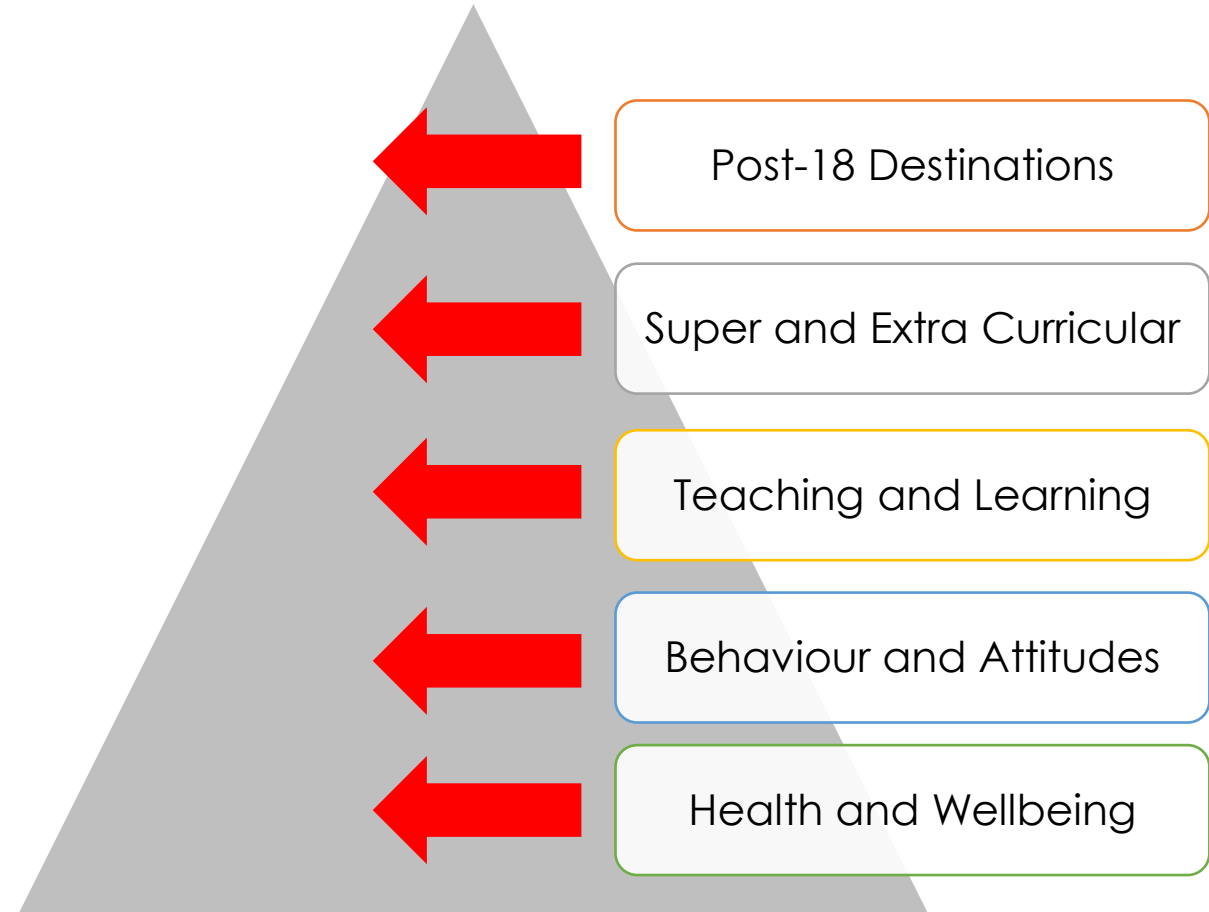 Post-18 Destinations
Super and Extra Curricular
Teaching and Learning
Behaviour and Attitudes
Health and Wellbeing